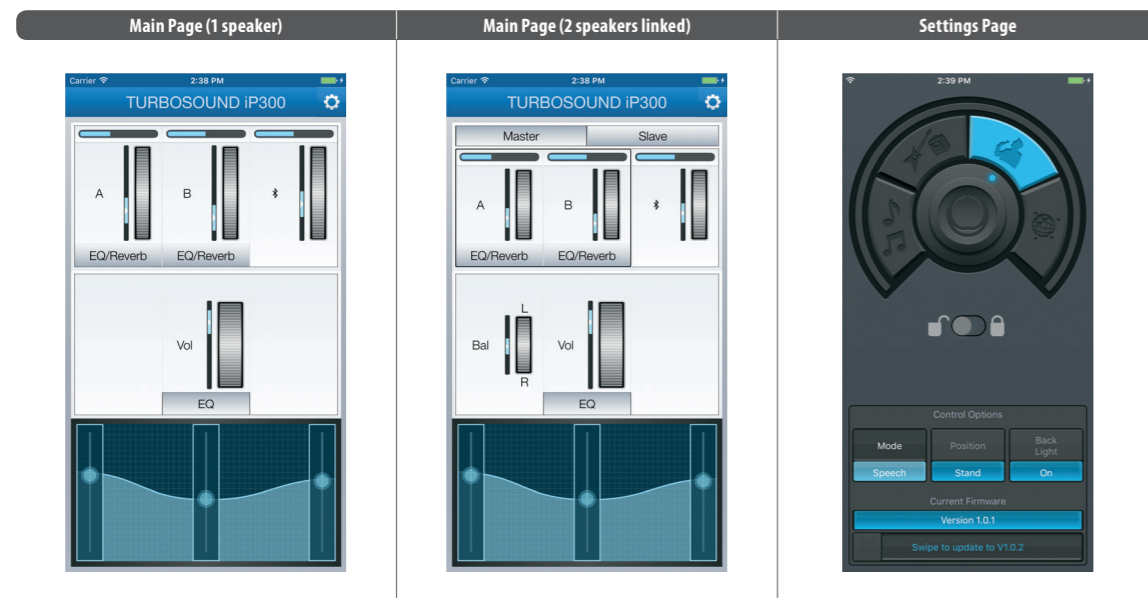 Main Page (1 speaker)
Main Page (2 speakers linked)
Settings Page
Carrier
2:38 PM
TURBOSOUND iP300
A
B
EQ/Reverb
EQ/Reverb
Vol
EQ
Carrier
2:38 PM
TURBOSOUND iP300
Master
Slave
A
B
EQ/Reverb
EQ/Reverb
L
Bal
Vol
R
EQ
2:39 PM
Control Options
Mode
Position
Back
Light
Speech
Stand
On
Current Firmware
Version 1.0.1
Swipe to update to V1.0.2